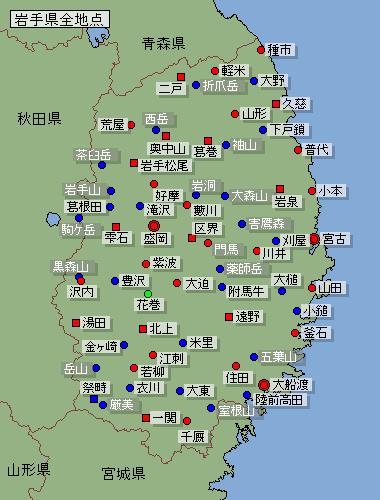 岩手県全地点
青森県
種市
軽米
二戸
折爪岳
大野
秋田県
久慈
荒屋
西岳
山形
下戸鎖
奥中山
葛巻
袖山
普代
茶臼岳
岩手松尾
岩手山
好摩
岩洞
大森山
岩泉
小本
葛根田
滝沢
薮川
駒ケ岳
雫石
盛岡
区界
害鷹森
刈屋
宮古
門馬
川井
黒森山
紫波
薬師岳
沢内
豊沢
大迫
附馬牛
大槌
山田
花巻
小鎚
湯田
北上
遠野
釜石
金ヶ崎
米里
江刺
五葉山
岳山
若柳
住田
祭畤
衣川
大東
大船渡
陸前高田
厳美
室根山
一関
千厩
山形県
宮城県